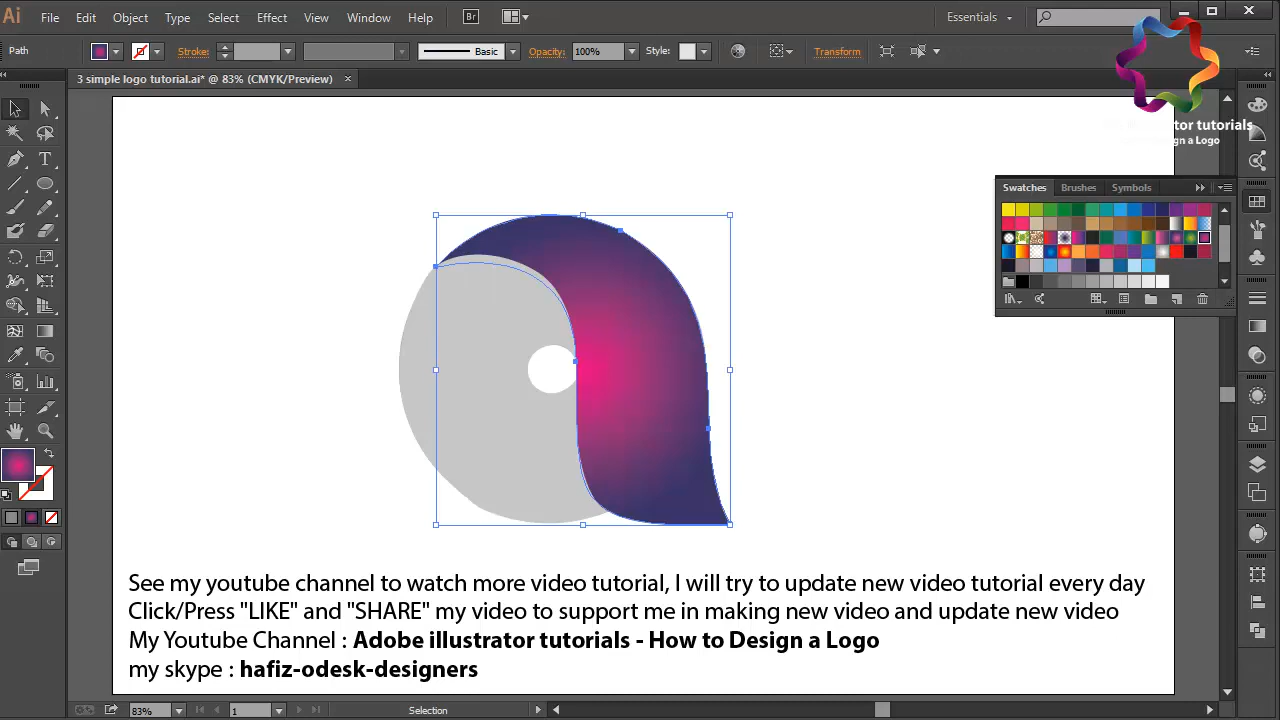 Ai File Edit Object Type Select Effect View Window Help Br Essentials
Path Stroke: Basic Opacity: 100% Style: Transform
3 simple logo tutorial.ai* @ 83% (CMYK/Preview)
tor tutorials
design a Logo
Swatches Brushes Symbols
See my youtube channel to watch more video tutorial, I will try to update new video tutorial every day
Click/Press "LIKE" and "SHARE" my video to support me in making new video and update new video
My Youtube Channel : Adobe illustrator tutorials - How to Design a Logo
my skype : hafiz-odesk-designers
83% 1 Selection